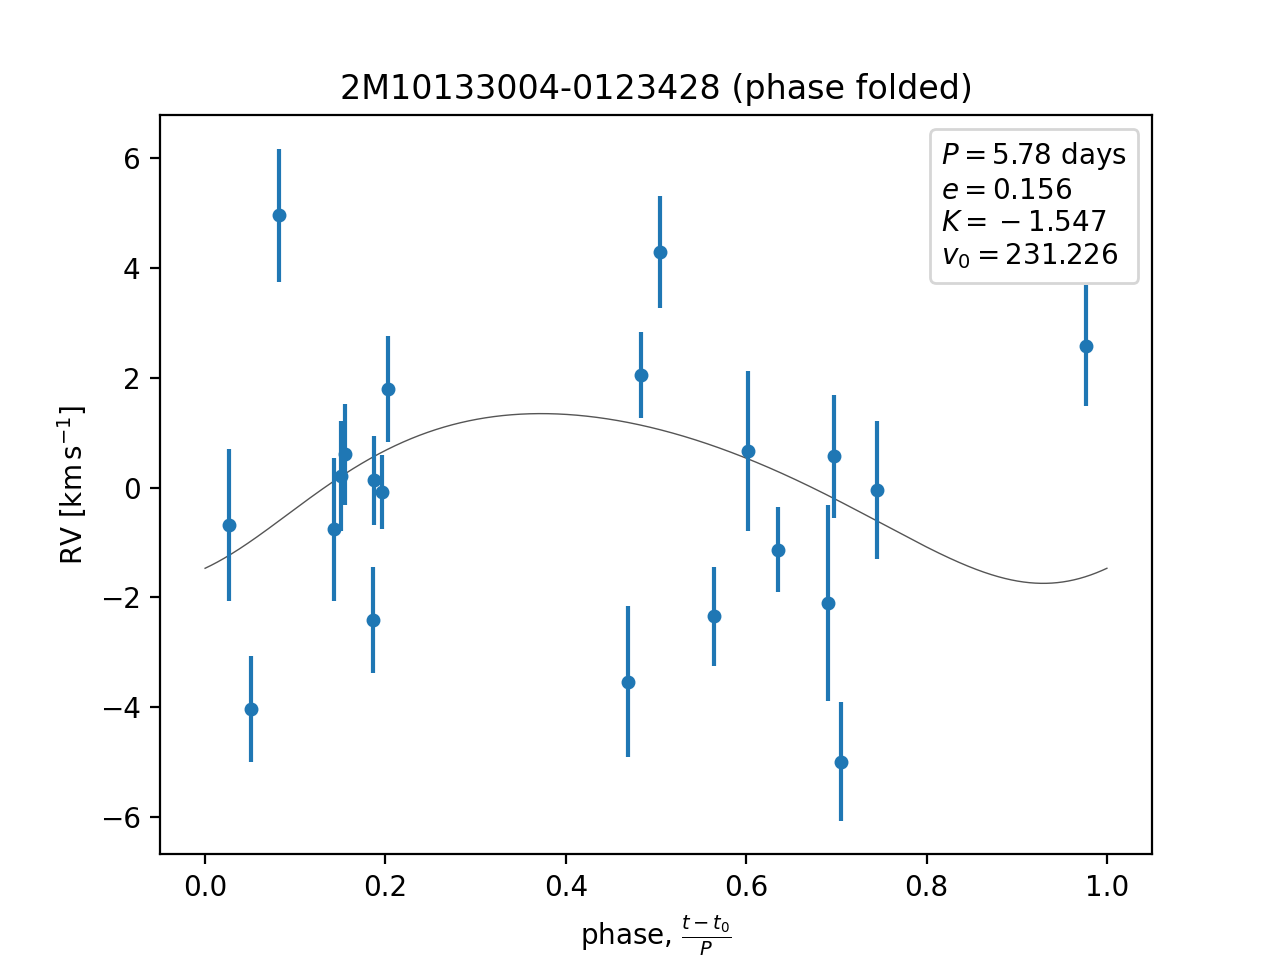 2M10133004-0123428 (phase folded)
P = 5.78 days
e = 0.156
K = −1.547
v₀ = 231.226
6
4
2
0
−2
−4
−6
RV [km s⁻¹]
0.0 0.2 0.4 0.6 0.8 1.0
phase, (t − t₀)/P